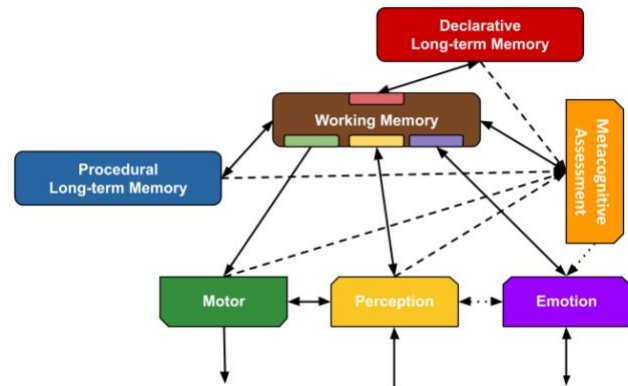 Declarative
Long-term Memory
Working Memory
Metacognitive
Assessment
Procedural
Long-term Memory
Motor
Perception
Emotion